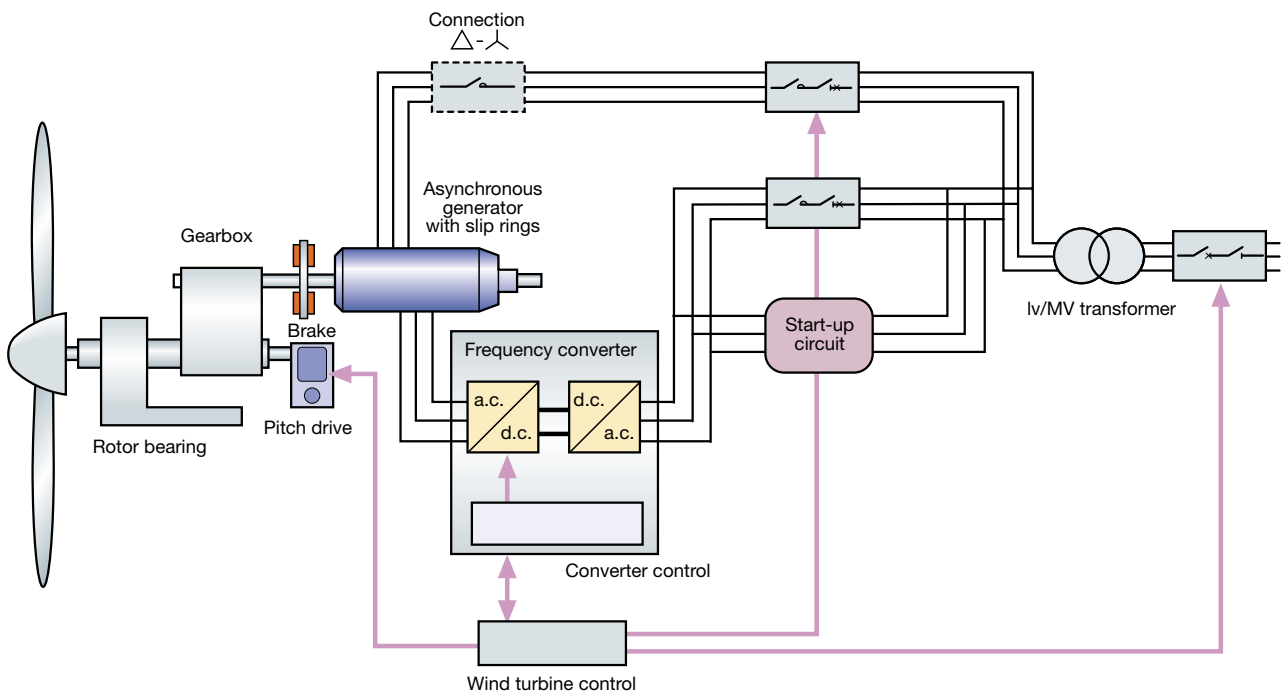 Connection
Asynchronous
generator
with slip rings
Gearbox
Brake
lv/MV transformer
Start-up
circuit
Frequency converter
a.c.
d.c.
d.c.
a.c.
Pitch drive
Rotor bearing
Converter control
Wind turbine control